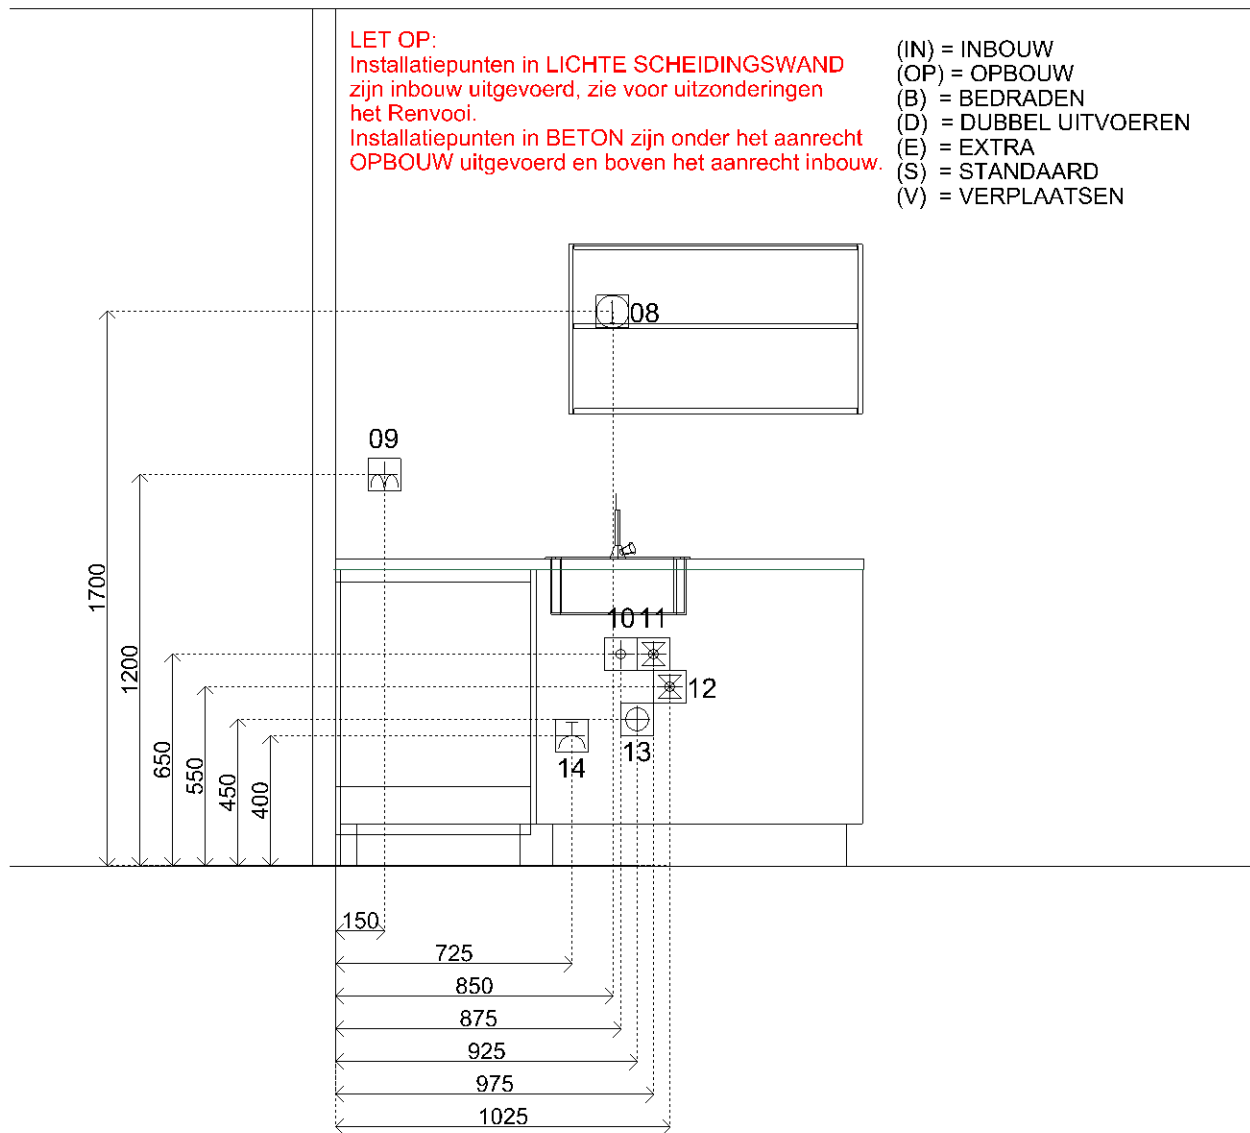 LET OP:
Installatiepunten in LICHTE SCHEIDINGSWAND
zijn inbouw uitgevoerd, zie voor uitzonderingen
het Renvooi.
Installatiepunten in BETON zijn onder het aanrecht
OPBOUW uitgevoerd en boven het aanrecht inbouw.
(IN) = INBOUW
(OP) = OPBOUW
(B) = BEDRADEN
(D) = DUBBEL UITVOEREN
(E) = EXTRA
(S) = STANDAARD
(V) = VERPLAATSEN
08
09
10 11
12
13
14
1700
1200
650
550
450
400
150
725
850
875
925
975
1025